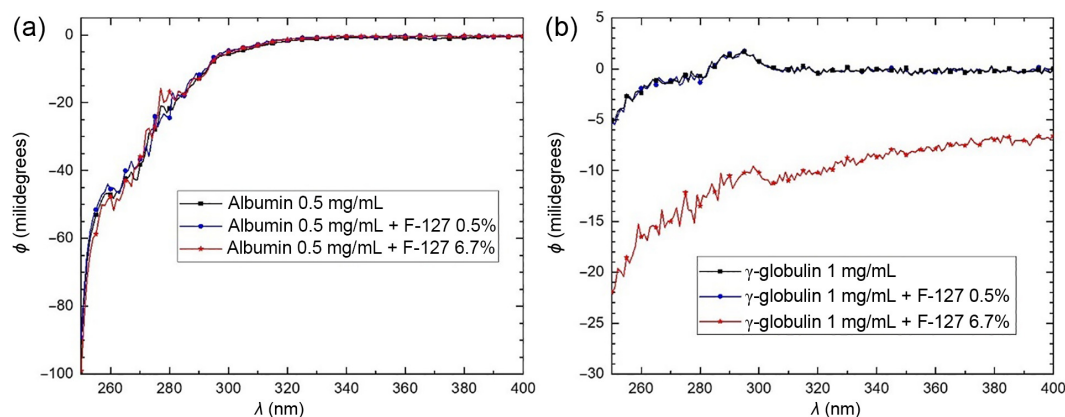 (a)
0
−20
−40
−60
−80
−100
ϕ (milidegrees)
260 280 300 320 340 360 380 400
λ (nm)
Albumin 0.5 mg/mL
Albumin 0.5 mg/mL + F-127 0.5%
Albumin 0.5 mg/mL + F-127 6.7%
(b)
5
0
−5
−10
−15
−20
−25
−30
ϕ (milidegrees)
260 280 300 320 340 360 380 400
λ (nm)
γ-globulin 1 mg/mL
γ-globulin 1 mg/mL + F-127 0.5%
γ-globulin 1 mg/mL + F-127 6.7%